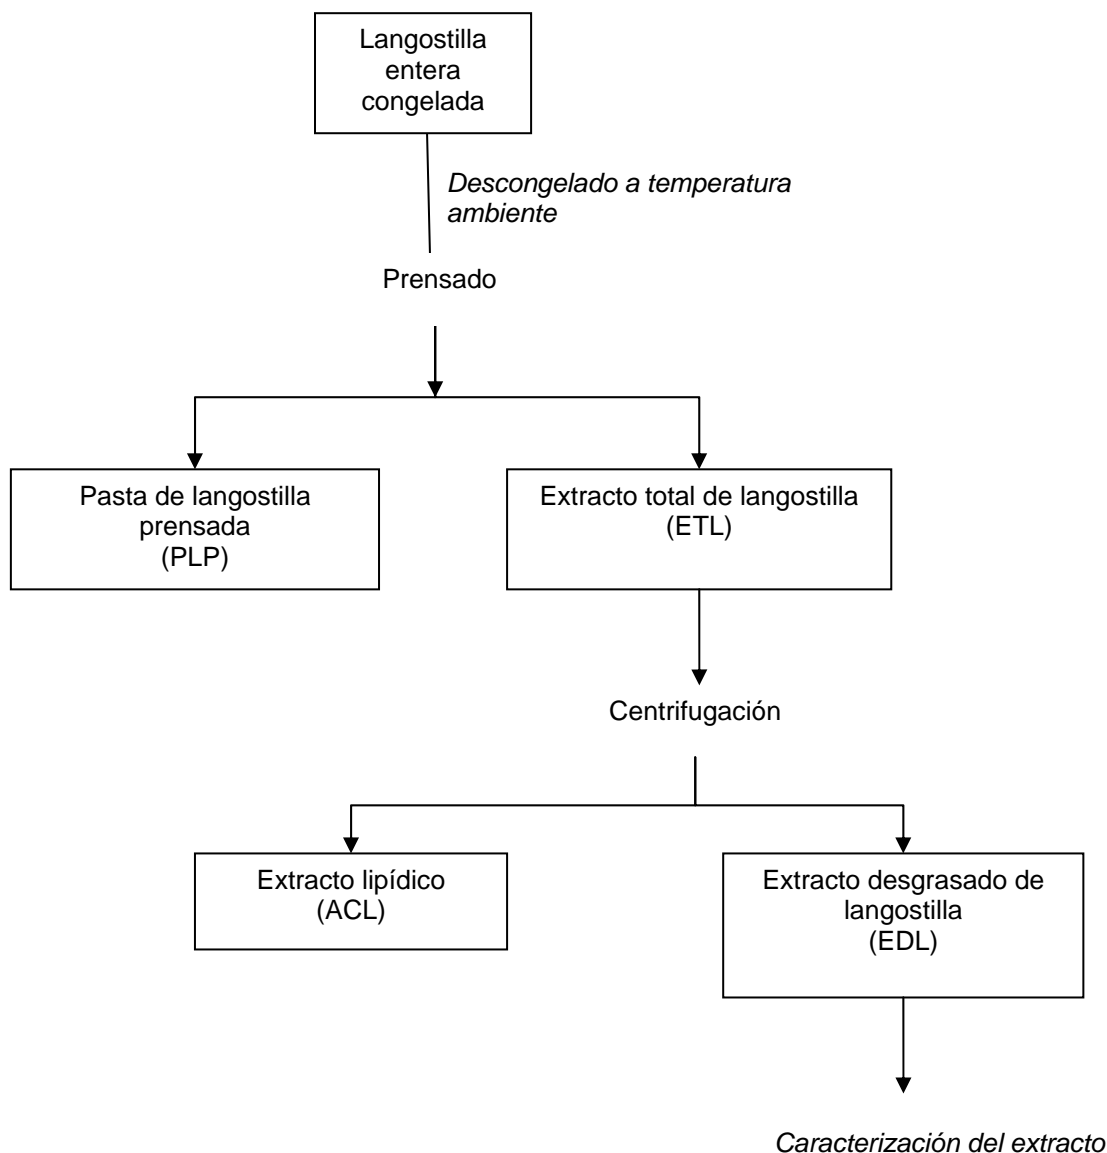 Langostilla
entera
congelada
Descongelado a temperatura
ambiente
Prensado
Pasta de langostilla
prensada
(PLP)
Extracto total de langostilla
(ETL)
Centrifugación
Extracto lipídico
(ACL)
Extracto desgrasado de
langostilla
(EDL)
Caracterización del extracto